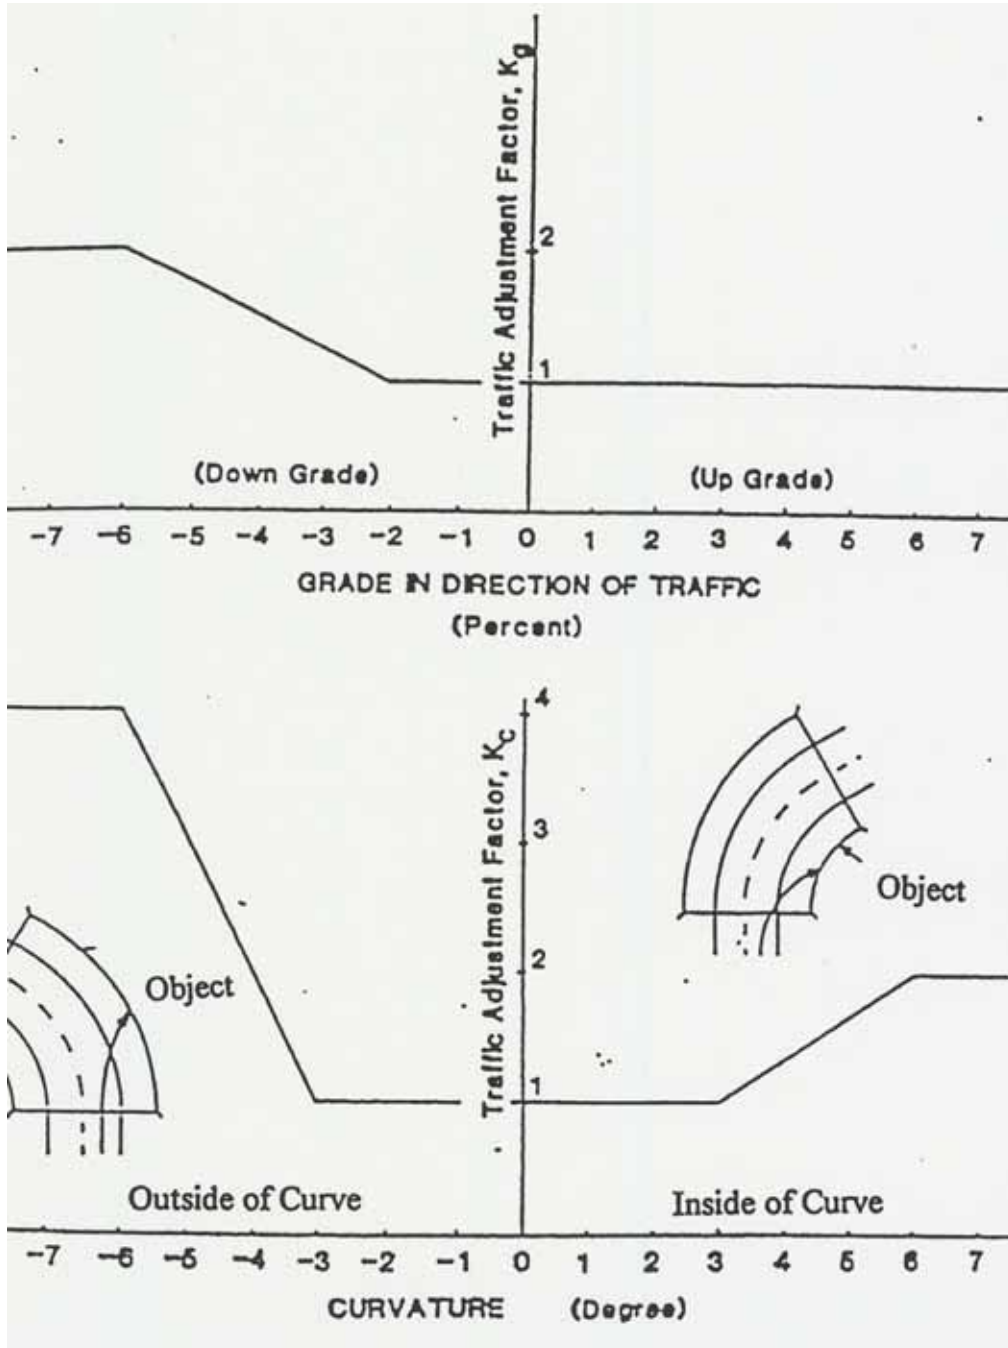 Traffic Adjustment Factor, Kg
2
1
(Down Grade)
(Up Grade)
-7 -6 -5 -4 -3 -2 -1 0 1 2 3 4 5 6 7
GRADE IN DIRECTION OF TRAFFIC
(Percent)
Traffic Adjustment Factor, Kc
4
3
2
1
Object
Object
Outside of Curve
Inside of Curve
-7 -6 -5 -4 -3 -2 -1 0 1 2 3 4 5 6 7
CURVATURE (Degree)